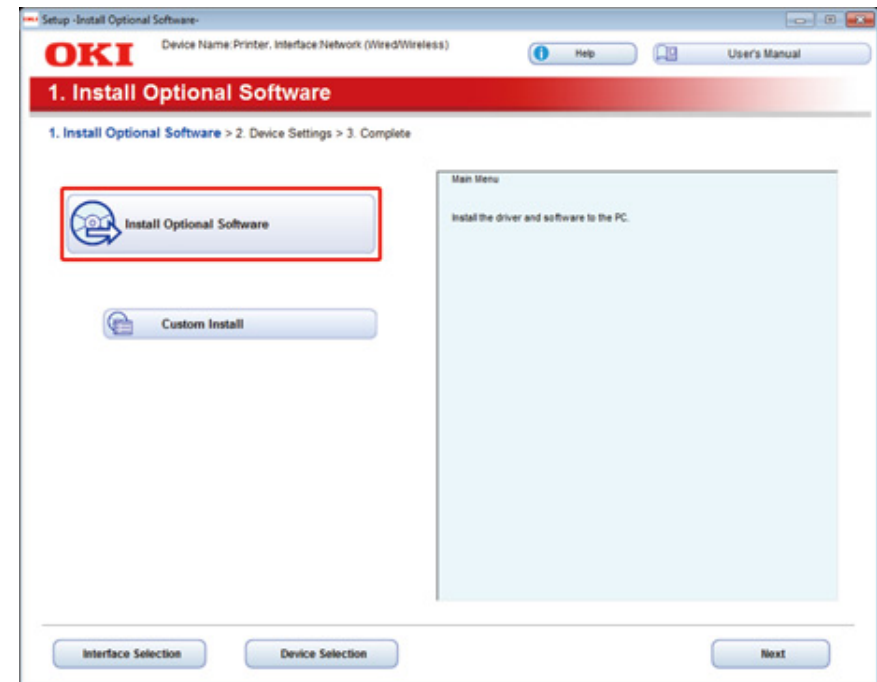 Setup -Install Optional Software-
OKI
Device Name:Printer, Interface:Network (Wired/Wireless)
Help
User's Manual
1. Install Optional Software
1. Install Optional Software > 2. Device Settings > 3. Complete
Main Menu
Install the driver and software to the PC.
Install Optional Software
Custom Install
Interface Selection
Device Selection
Next